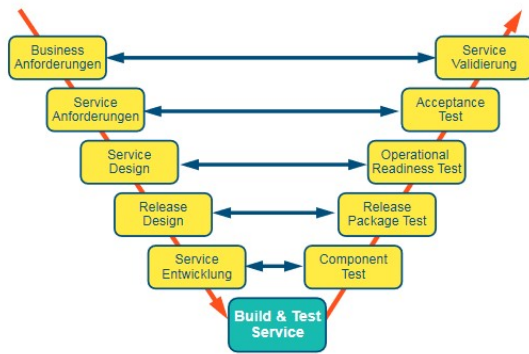 Business
Anforderungen
Service
Validierung
Service
Anforderungen
Acceptance
Test
Service
Design
Operational
Readiness Test
Release
Design
Release
Package Test
Service
Entwicklung
Component
Test
Build & Test
Service